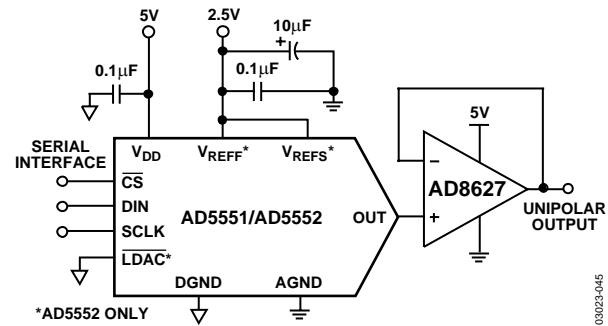 5V
2.5V
10μF
+
0.1μF
0.1μF
SERIAL
INTERFACE
VDD
VREFF*
VREFS*
5V
CS
DIN
SCLK
LDAC*
AD5551/AD5552
OUT
−
+
AD8627
UNIPOLAR
OUTPUT
DGND
AGND
*AD5552 ONLY
03023-045